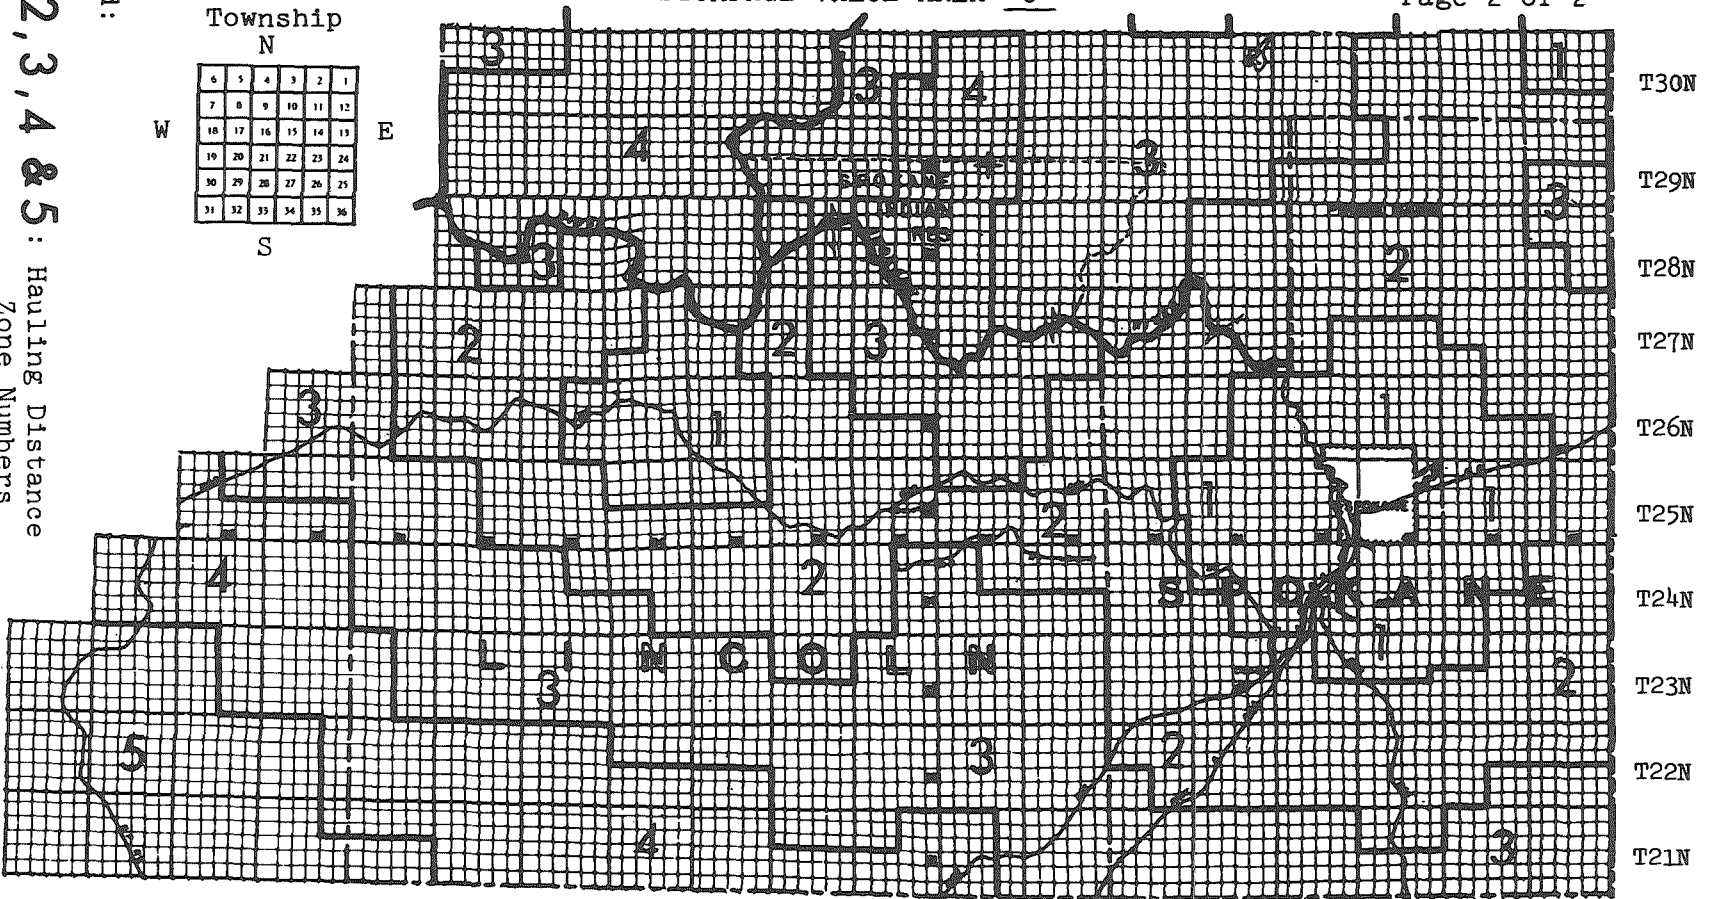 Page 2 of 2
Township
N
6 5 4 3 2 1
7 8 9 10 11 12
W 18 17 16 15 14 13 E
19 20 21 22 23 24
30 29 28 27 26 25
31 32 33 34 35 36
S
2,3,4 & 5: Hauling Distance
Zone Numbers
3
1
T30N
3
4
4
3
T29N
SPOKANE
INDIAN
RES
3
3
2
T28N
2
2
3
T27N
3
1
1
T26N
1
2
1
T25N
4
2
SPOKANE
T24N
1
LINCOLN
3
2
T23N
5
3
2
T22N
4
3
T21N